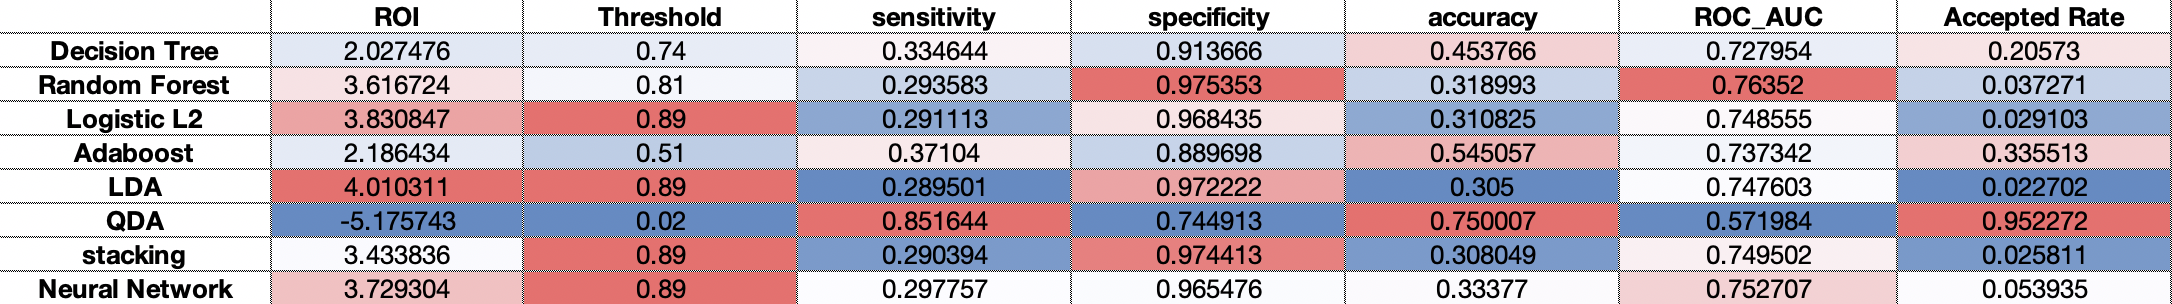 ROI Threshold sensitivity specificity accuracy ROC_AUC Accepted Rate
Decision Tree 2.027476 0.74 0.334644 0.913666 0.453766 0.727954 0.20573
Random Forest 3.616724 0.81 0.293583 0.975353 0.318993 0.76352 0.037271
Logistic L2 3.830847 0.89 0.291113 0.968435 0.310825 0.748555 0.029103
Adaboost 2.186434 0.51 0.37104 0.889698 0.545057 0.737342 0.335513
LDA 4.010311 0.89 0.289501 0.972222 0.305 0.747603 0.022702
QDA -5.175743 0.02 0.851644 0.744913 0.750007 0.571984 0.952272
stacking 3.433836 0.89 0.290394 0.974413 0.308049 0.749502 0.025811
Neural Network 3.729304 0.89 0.297757 0.965476 0.33377 0.752707 0.053935